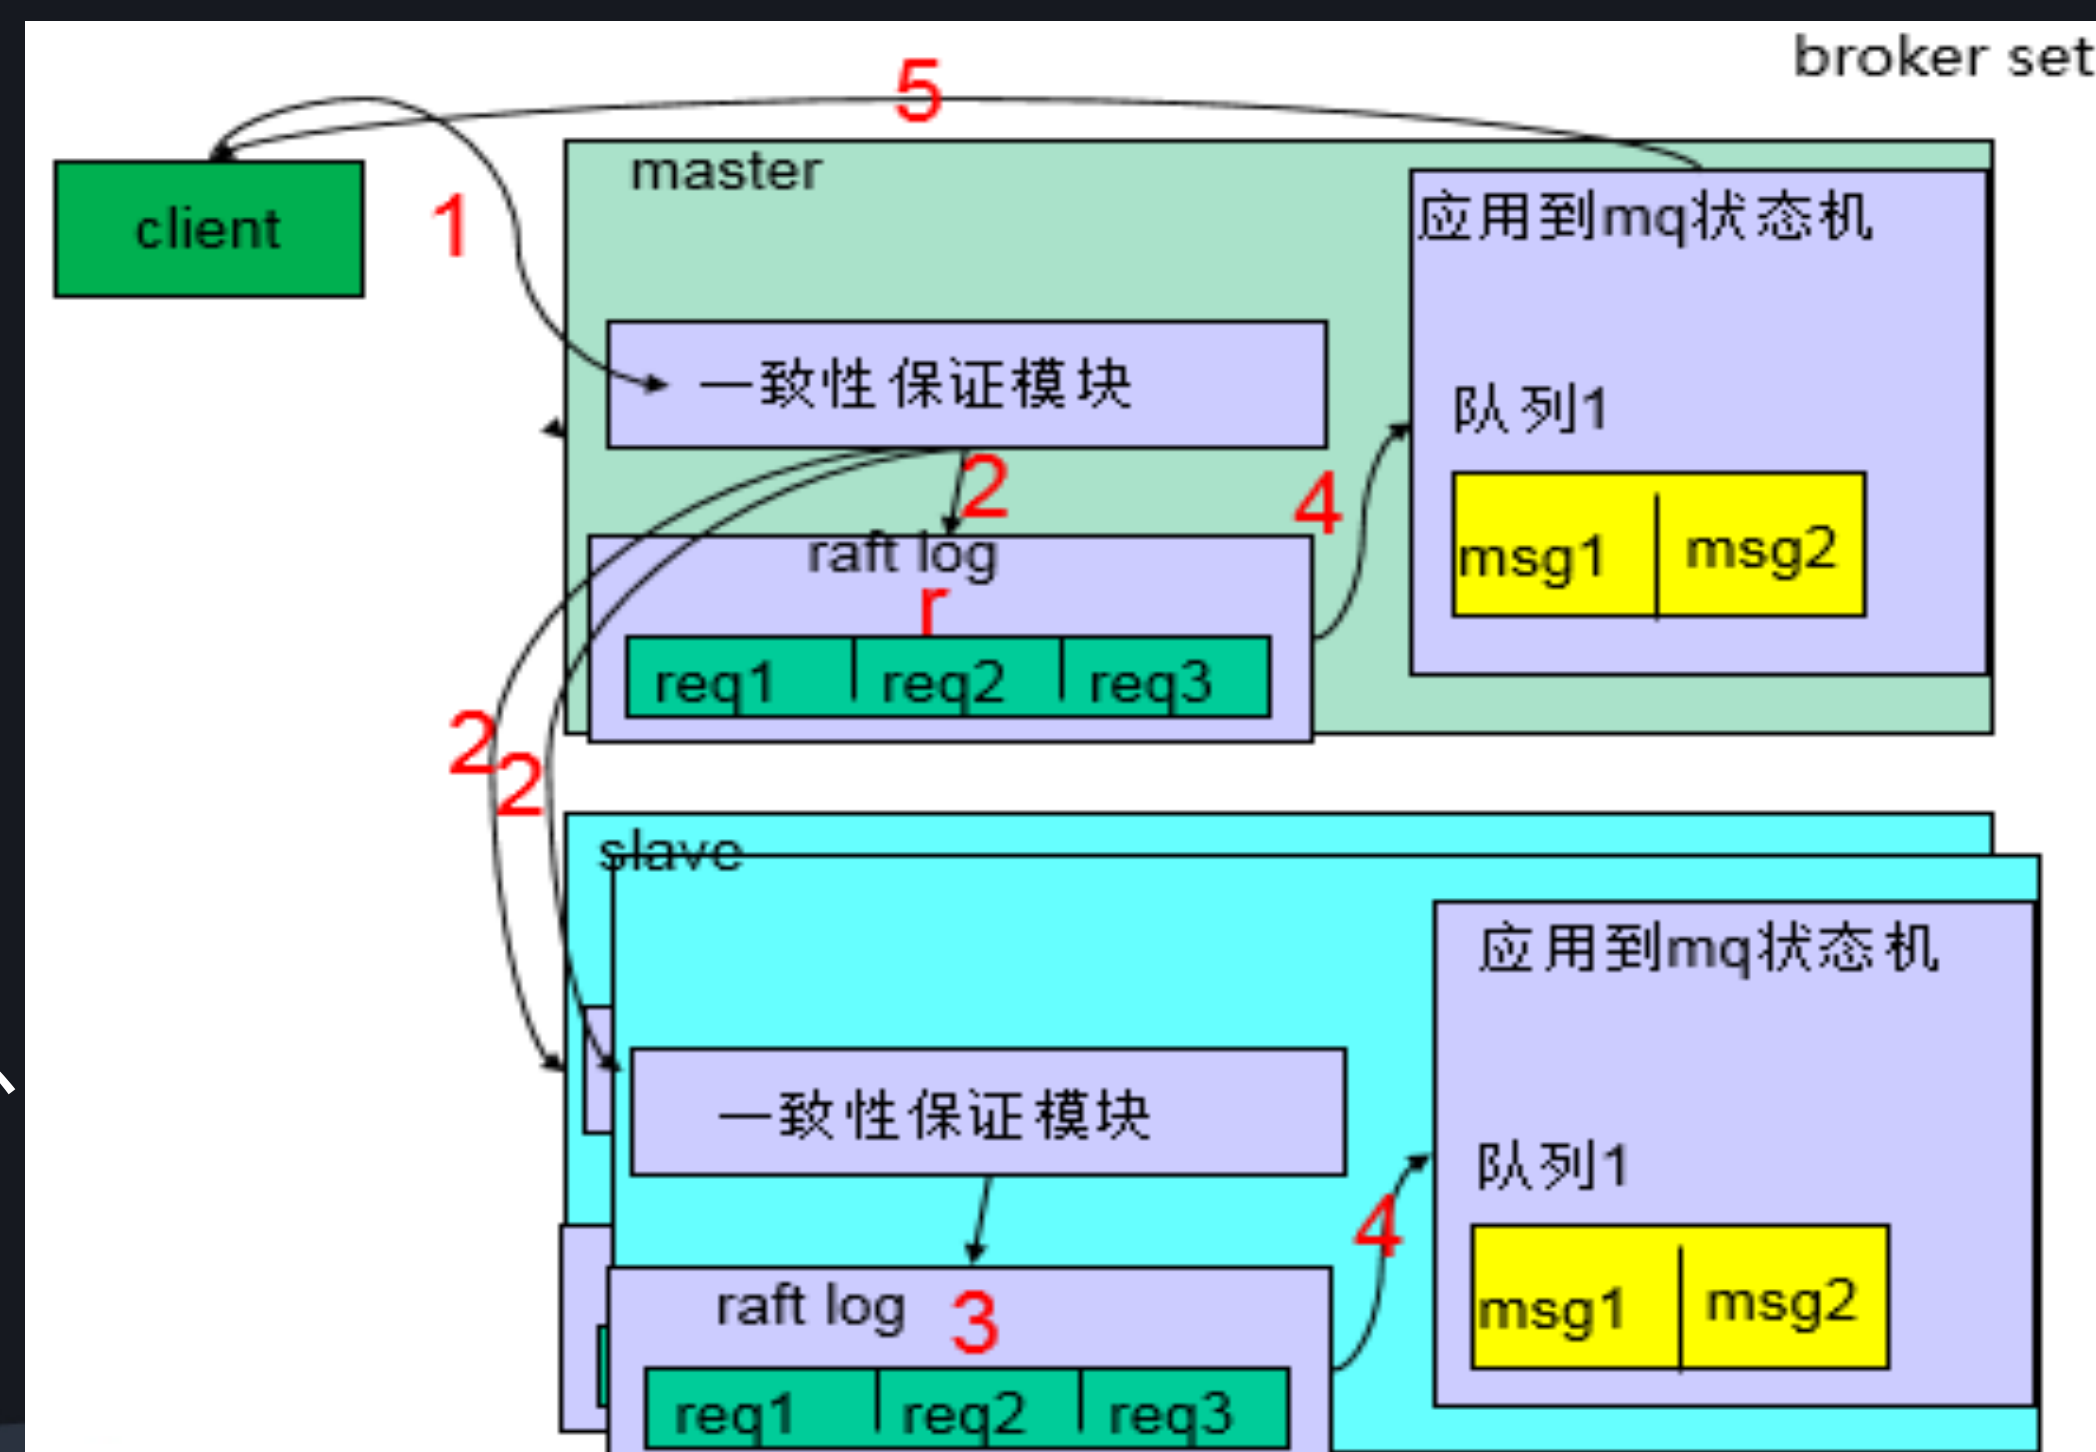 broker set
5
master
应用到mq状态机
client
1
一致性保证模块
队列1
2
4
raft log
msg1
msg2
r
req1
req2
req3
2
2
slave
应用到mq状态机
一致性保证模块
队列1
4
raft log
3
msg1
msg2
req1
req2
req3